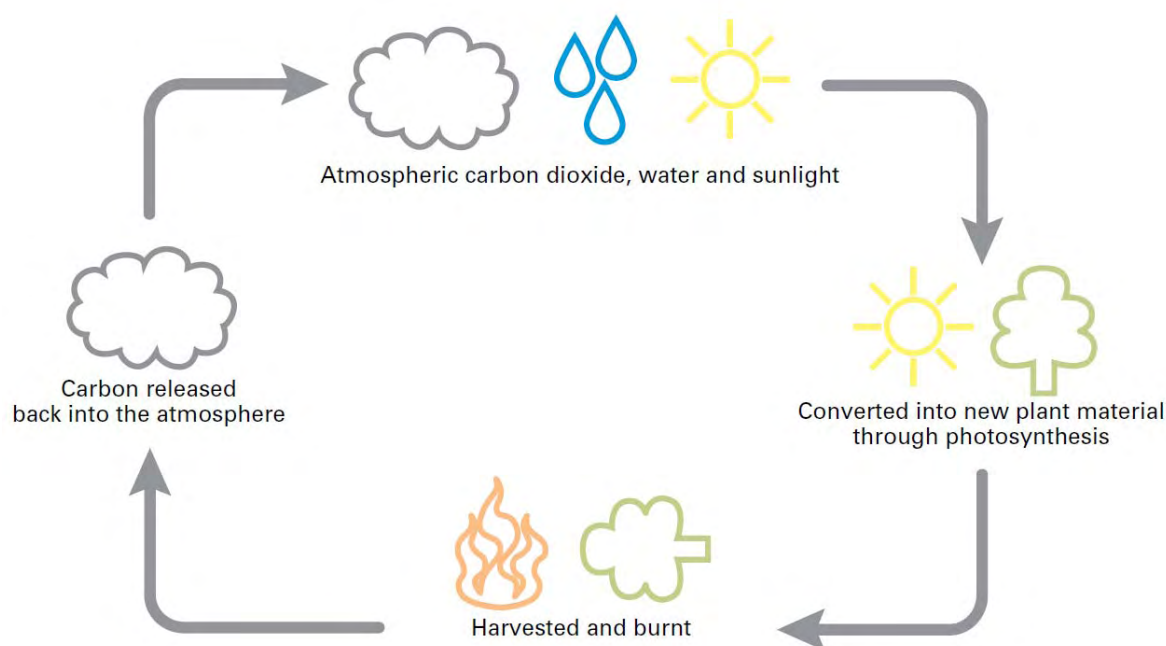 Atmospheric carbon dioxide, water and sunlight
Converted into new plant material
through photosynthesis
Harvested and burnt
Carbon released
back into the atmosphere